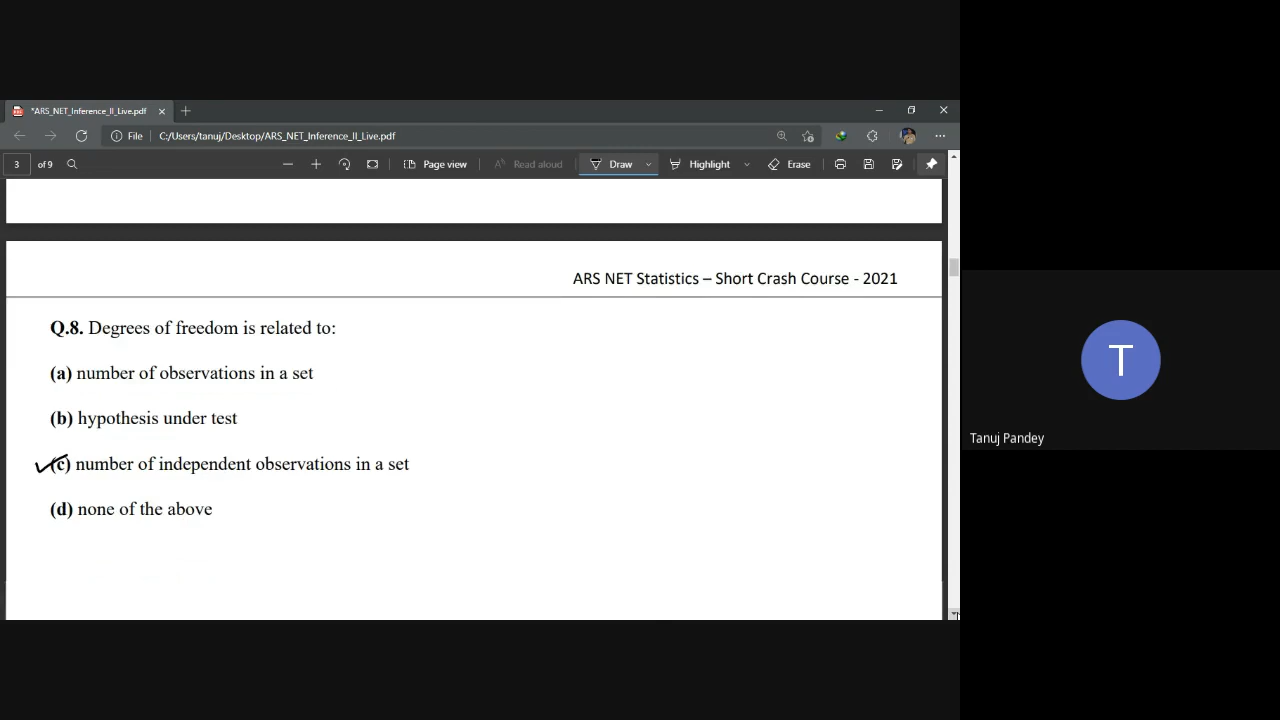 *ARS_NET_Inference_II_Live.pdf
File C:/Users/tanuj/Desktop/ARS_NET_Inference_II_Live.pdf
3 of 9 Page view Read aloud Draw Highlight Erase
ARS NET Statistics – Short Crash Course - 2021
Q.8. Degrees of freedom is related to:
(a) number of observations in a set
(b) hypothesis under test
(c) number of independent observations in a set
(d) none of the above
T
Tanuj Pandey